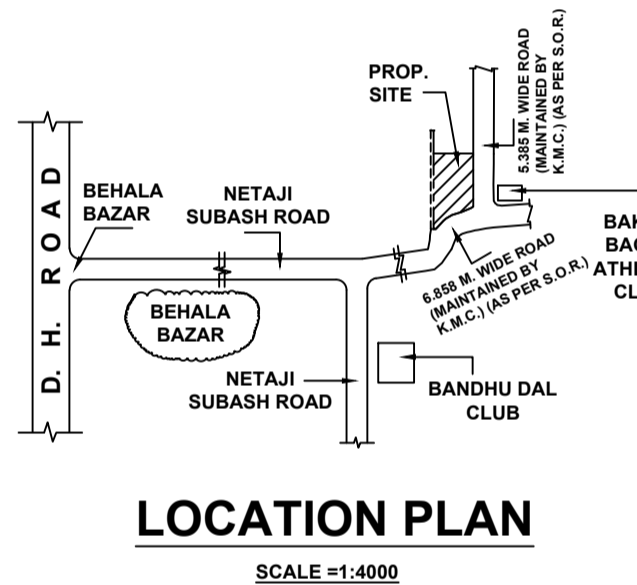 PROP.
SITE
5.385 M. WIDE ROAD
(MAINTAINED BY
K.M.C.) (AS PER S.O.R.)
D. H. ROAD
BEHALA
BAZAR
NETAJI
SUBASH ROAD
6.858 M. WIDE ROAD
(MAINTAINED BY
K.M.C.) (AS PER S.O.R.)
BEHALA
BAZAR
NETAJI
SUBASH ROAD
BANDHU DAL
CLUB
LOCATION PLAN
SCALE =1:4000